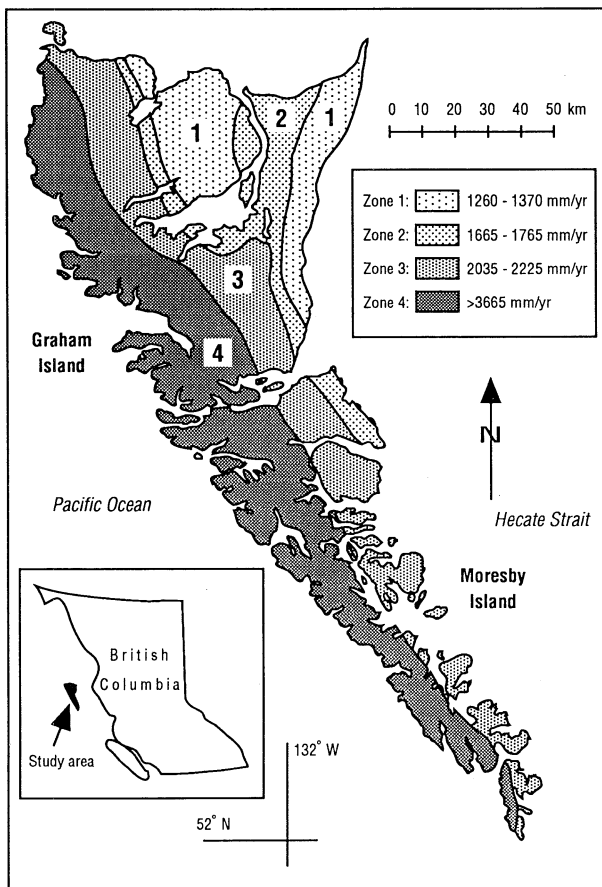 1
2
1
0 10 20 30 40 50 km
Zone 1: 1260 - 1370 mm/yr
Zone 2: 1665 - 1765 mm/yr
Zone 3: 2035 - 2225 mm/yr
Zone 4: >3665 mm/yr
3
Graham
Island
4
N
Pacific Ocean
Hecate Strait
Moresby
Island
British
Columbia
Study area
132° W
52° N